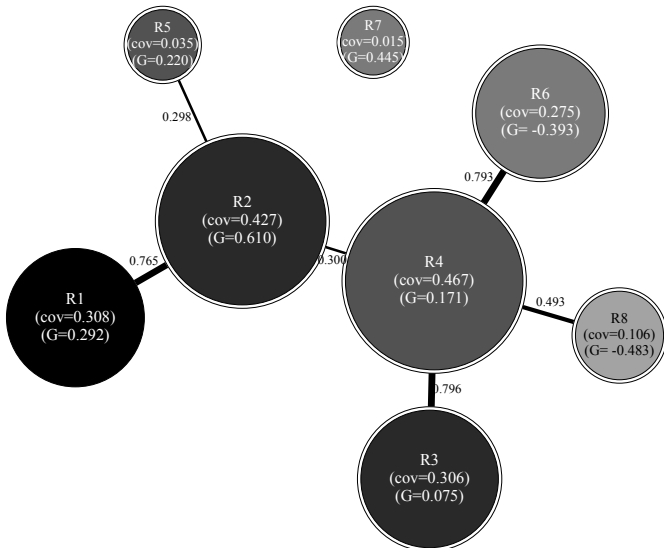 R5
(cov=0.035)
(G=0.220)
R7
cov=0.015
(G=0.445)
R6
(cov=0.275)
(G= -0.393)
0.298
0.793
R2
(cov=0.427)
(G=0.610)
0.765
0.300
R4
(cov=0.467)
(G=0.171)
R1
(cov=0.308)
(G=0.292)
0.493
R8
(cov=0.106)
(G= -0.483)
0.796
R3
(cov=0.306)
(G=0.075)